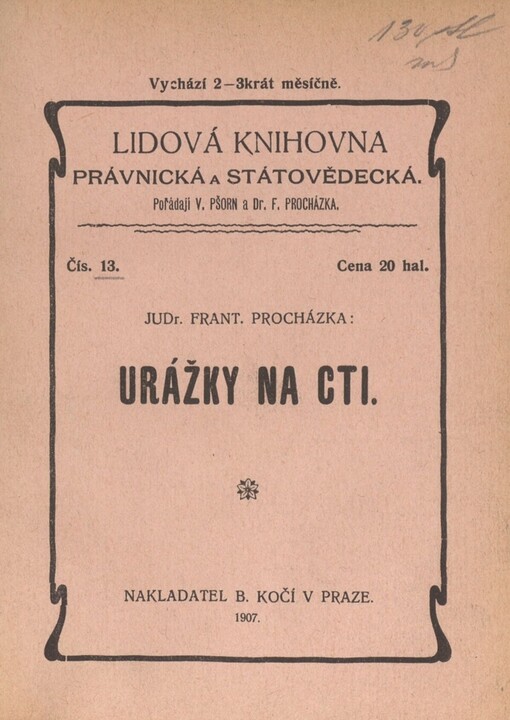 Vychází 2–3krát měsíčně.
LIDOVÁ KNIHOVNA
PRÁVNICKÁ A STÁTOVĚDECKÁ.
Pořádají V. PŠORN a Dr. F. PROCHÁZKA.
Čís. 13.
Cena 20 hal.
JUDr. FRANT. PROCHÁZKA:
URÁŽKY NA CTI.
NAKLADATEL B. KOČÍ V PRAZE.
1907.